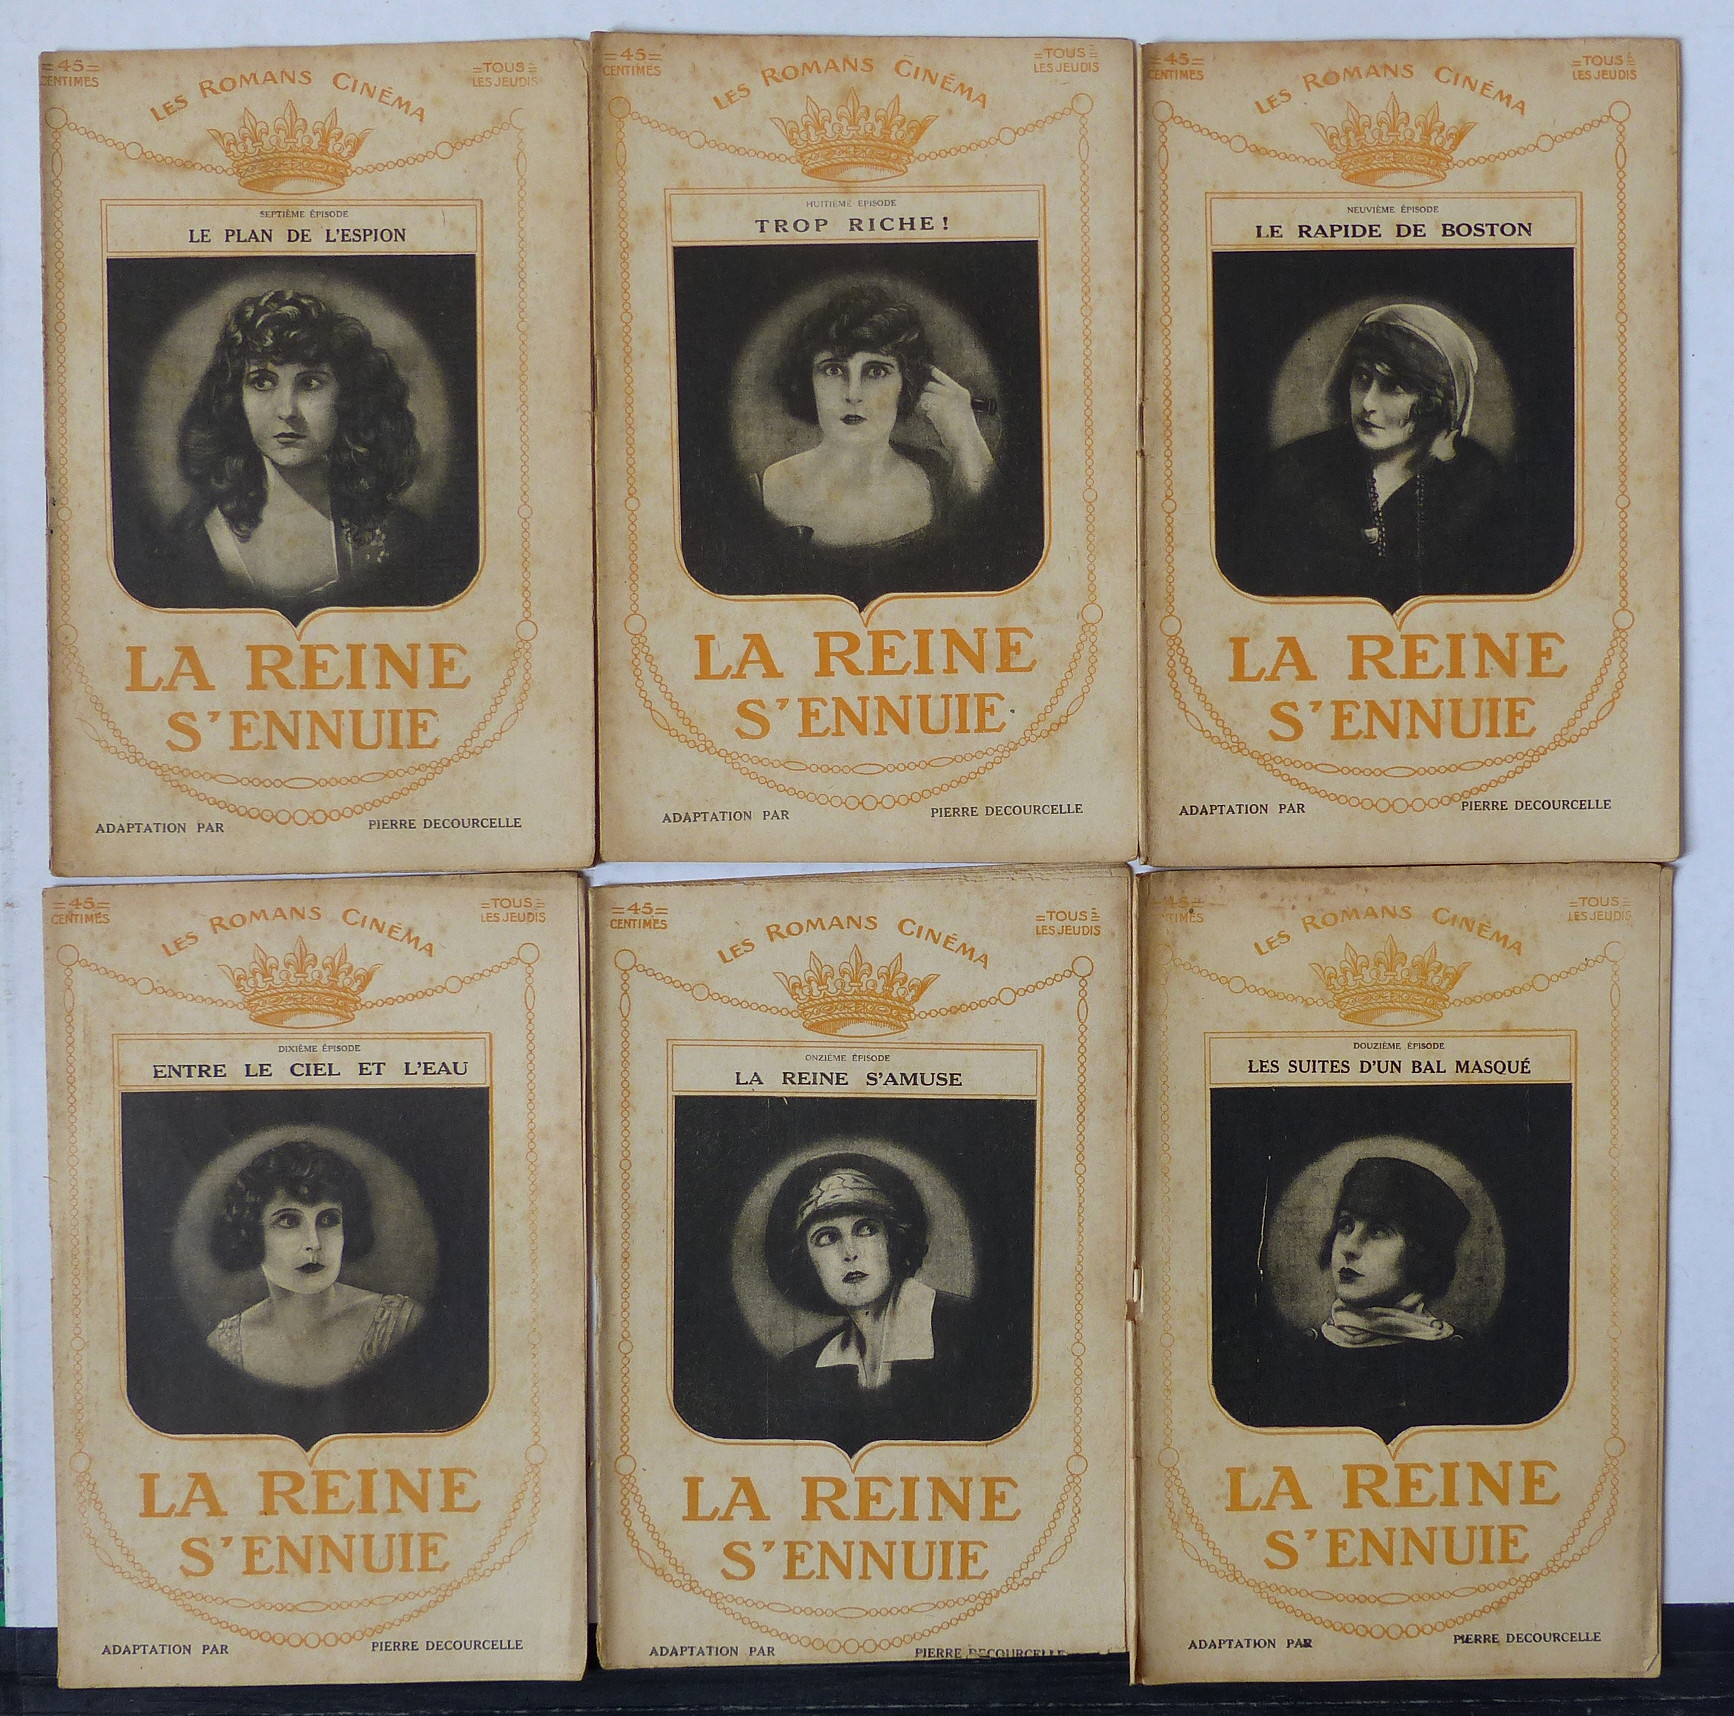 =45=
CENTIMES
LES ROMANS CINÉMA
=TOUS=
LES JEUDIS
SEPTIÈME ÉPISODE
LE PLAN DE L'ESPION
LA REINE
S'ENNUIE
ADAPTATION PAR PIERRE DECOURCELLE
=45=
CENTIMES
LES ROMANS CINÉMA
=TOUS=
LES JEUDIS
HUITIÈME ÉPISODE
TROP RICHE!
LA REINE
S'ENNUIE
ADAPTATION PAR PIERRE DECOURCELLE
=45=
CENTIMES
LES ROMANS CINÉMA
=TOUS=
LES JEUDIS
NEUVIÈME ÉPISODE
LE RAPIDE DE BOSTON
LA REINE
S'ENNUIE
ADAPTATION PAR PIERRE DECOURCELLE
=45=
CENTIMES
LES ROMANS CINÉMA
=TOUS=
LES JEUDIS
DIXIÈME ÉPISODE
ENTRE LE CIEL ET L'EAU
LA REINE
S'ENNUIE
ADAPTATION PAR PIERRE DECOURCELLE
=45=
CENTIMES
LES ROMANS CINÉMA
=TOUS=
LES JEUDIS
ONZIÈME ÉPISODE
LA REINE S'AMUSE
LA REINE
S'ENNUIE
ADAPTATION PAR PIERRE DECOURCELLE
=45=
TIMES
LES ROMANS CINÉMA
=TOUS=
LES JEUDIS
DOUZIÈME ÉPISODE
LES SUITES D'UN BAL MASQUÉ
LA REINE
S'ENNUIE
ADAPTATION PAR PIERRE DECOURCELLE